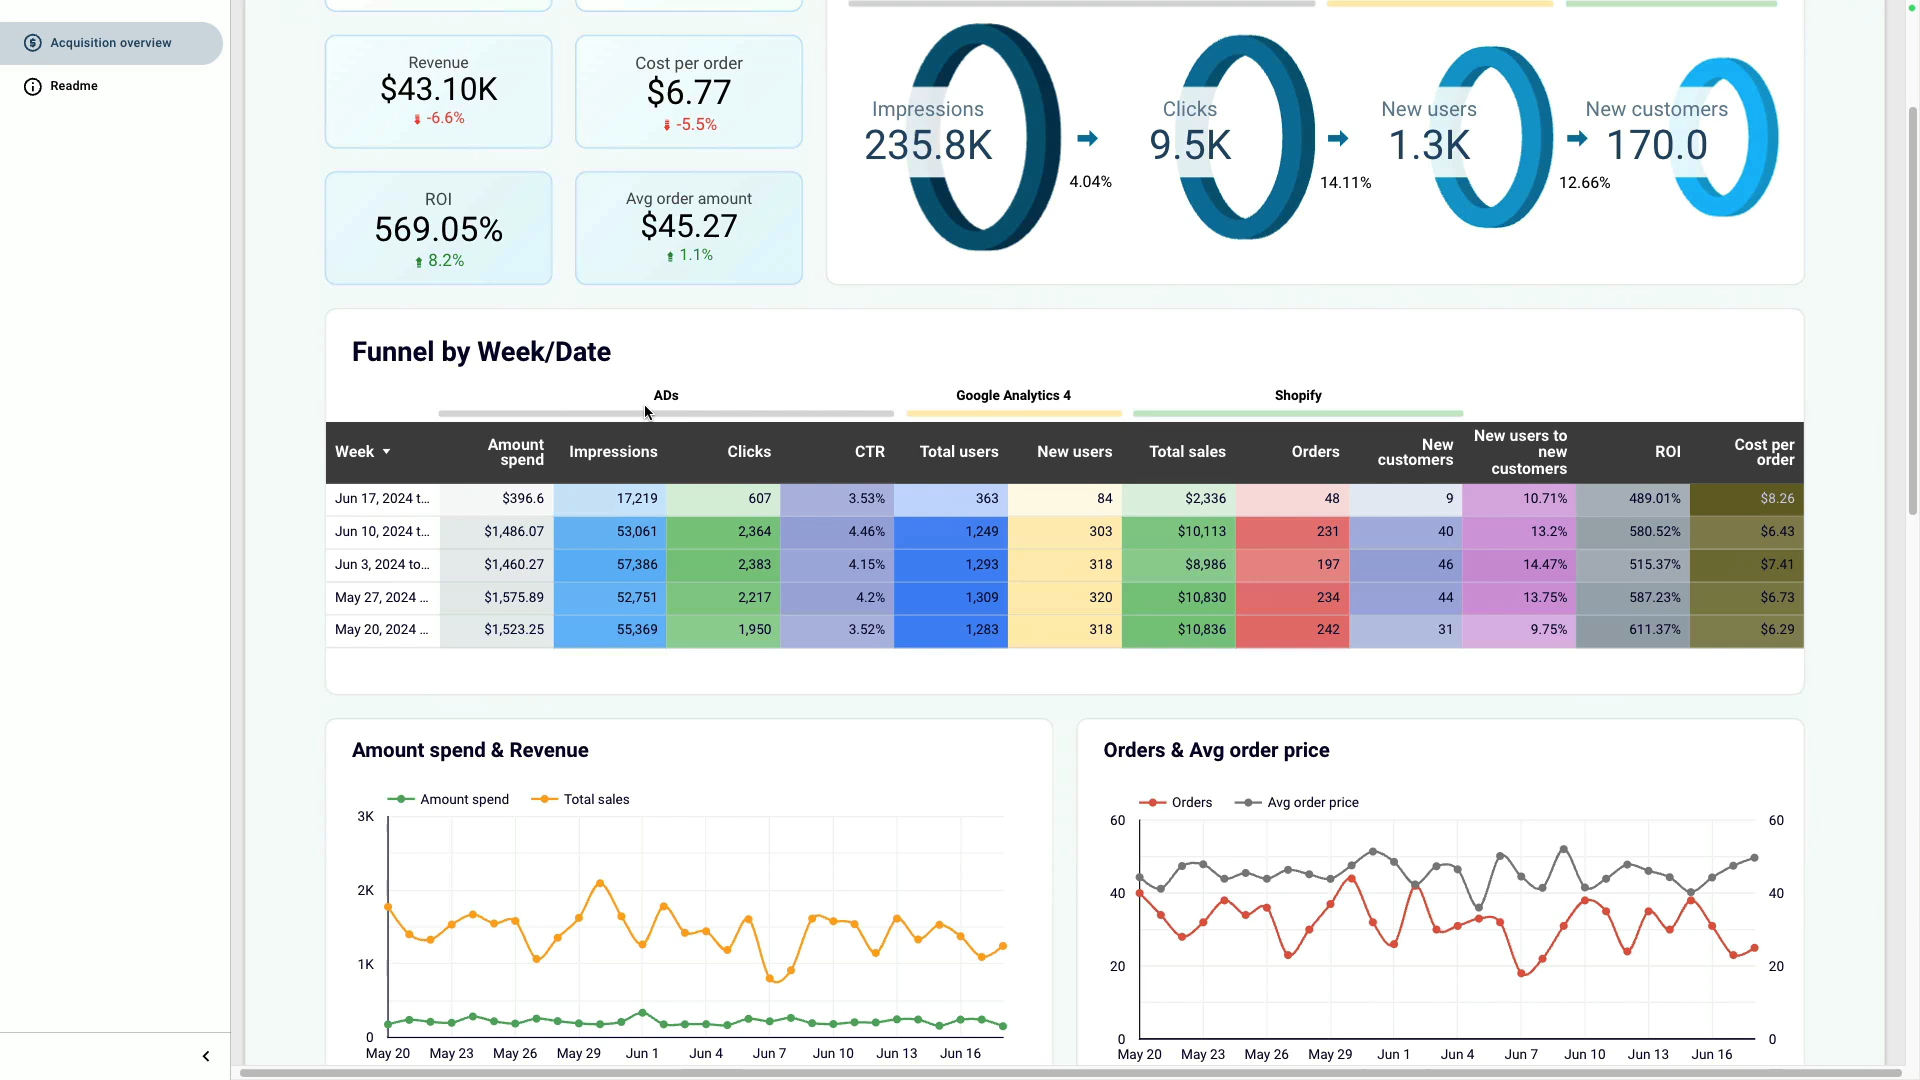 Acquisition overview
Readme
Revenue
$43.10K
-6.6%
Cost per order
$6.77
-5.5%
ROI
569.05%
8.2%
Avg order amount
$45.27
1.1%
Impressions
235.8K
4.04%
Clicks
9.5K
14.11%
New users
1.3K
12.66%
New customers
170.0
Funnel by Week/Date
ADs Google Analytics 4 Shopify
Week Amount spend Impressions Clicks CTR Total users New users Total sales Orders New customers New users to new customers ROI Cost per order
Jun 17, 2024 t... $396.6 17,219 607 3.53% 363 84 $2,336 48 9 10.71% 489.01% $8.26
Jun 10, 2024 t... $1,486.07 53,061 2,364 4.46% 1,249 303 $10,113 231 40 13.2% 580.52% $6.43
Jun 3, 2024 to... $1,460.27 57,386 2,383 4.15% 1,293 318 $8,986 197 46 14.47% 515.37% $7.41
May 27, 2024 ... $1,575.89 52,751 2,217 4.2% 1,309 320 $10,830 234 44 13.75% 587.23% $6.73
May 20, 2024 ... $1,523.25 55,369 1,950 3.52% 1,283 318 $10,836 242 31 9.75% 611.37% $6.29
Amount spend & Revenue
Amount spend Total sales
3K
2K
1K
0
May 20 May 23 May 26 May 29 Jun 1 Jun 4 Jun 7 Jun 10 Jun 13 Jun 16
Orders & Avg order price
Orders Avg order price
60 60
40 40
20 20
0 0
May 20 May 23 May 26 May 29 Jun 1 Jun 4 Jun 7 Jun 10 Jun 13 Jun 16